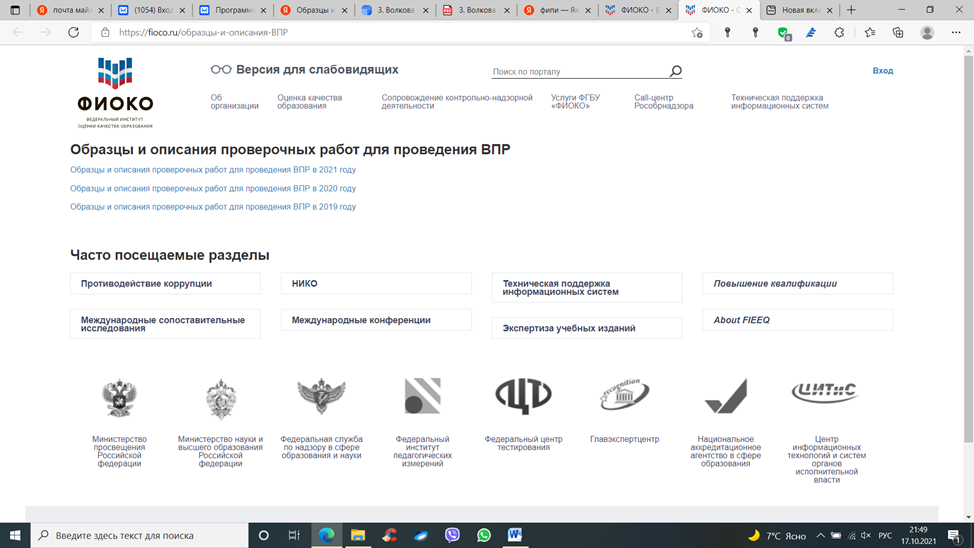 почта май
(1054) Вход
Программа
Образцы и
3. Волкова
3. Волкова
фипи — Ян
ФИОКО - В
ФИОКО - О
Новая вкл
https://fioco.ru/образцы-и-описания-ВПР
ФИОКО
ФЕДЕРАЛЬНЫЙ ИНСТИТУТ
ОЦЕНКИ КАЧЕСТВА ОБРАЗОВАНИЯ
Версия для слабовидящих
Поиск по порталу
Вход
Об
организации
Оценка качества
образования
Сопровождение контрольно-надзорной
деятельности
Услуги ФГБУ
«ФИОКО»
Call-центр
Рособрнадзора
Техническая поддержка
информационных систем
Образцы и описания проверочных работ для проведения ВПР
Образцы и описания проверочных работ для проведения ВПР в 2021 году
Образцы и описания проверочных работ для проведения ВПР в 2020 году
Образцы и описания проверочных работ для проведения ВПР в 2019 году
Часто посещаемые разделы
Противодействие коррупции
НИКО
Техническая поддержка
информационных систем
Повышение квалификации
Международные сопоставительные
исследования
Международные конференции
Экспертиза учебных изданий
About FIEEQ
recognition
ЦИТиС
Министерство
просвещения
Российской
Федерации
Министерство науки и
высшего образования
Российской
федерации
Федеральная служба
по надзору в сфере
образования и науки
Федеральный
институт
педагогических
измерений
Федеральный центр
тестирования
Главэкспертцентр
Национальное
аккредитационное
агентство в сфере
образования
Центр
информационных
технологий и систем
органов
исполнительной
власти
Введите здесь текст для поиска
7°C Ясно
РУС
21:49
17.10.2021